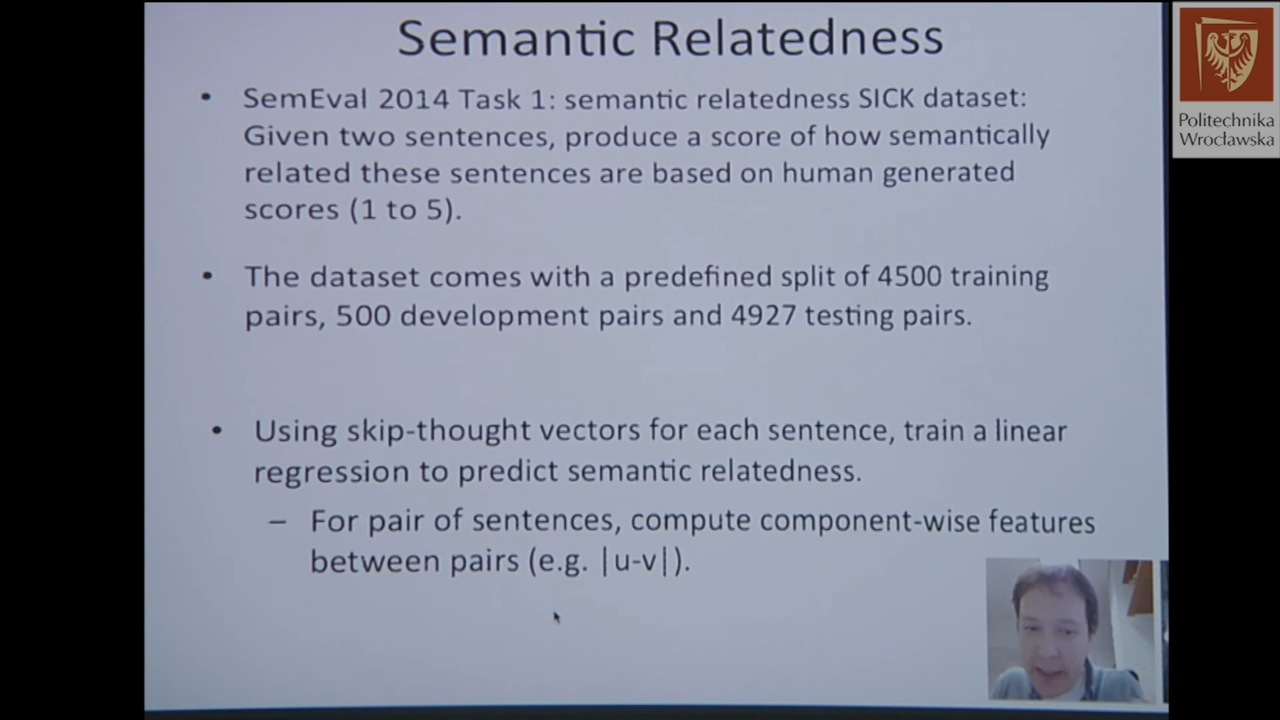 Semantic Relatedness
• SemEval 2014 Task 1: semantic relatedness SICK dataset:
Given two sentences, produce a score of how semantically
related these sentences are based on human generated
scores (1 to 5).
• The dataset comes with a predefined split of 4500 training
pairs, 500 development pairs and 4927 testing pairs.
• Using skip-thought vectors for each sentence, train a linear
regression to predict semantic relatedness.
– For pair of sentences, compute component-wise features
between pairs (e.g. |u-v|).
Politechnika
Wrocławska